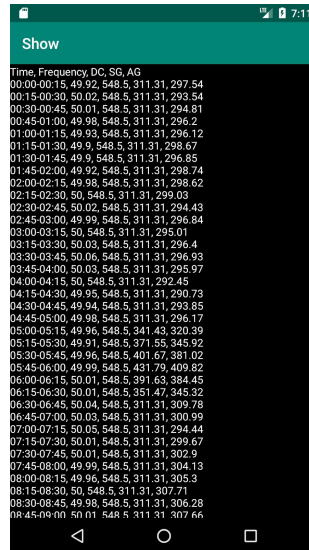 7:11
Show
Time, Frequency, DC, SG, AG
00:00-00:15, 49.92, 548.5, 311.31, 297.54
00:15-00:30, 50.02, 548.5, 311.31, 293.54
00:30-00:45, 50.01, 548.5, 311.31, 294.81
00:45-01:00, 49.98, 548.5, 311.31, 296.2
01:00-01:15, 49.93, 548.5, 311.31, 296.12
01:15-01:30, 49.9, 548.5, 311.31, 298.67
01:30-01:45, 49.9, 548.5, 311.31, 296.85
01:45-02:00, 49.92, 548.5, 311.31, 298.74
02:00-02:15, 49.98, 548.5, 311.31, 298.62
02:15-02:30, 50, 548.5, 311.31, 299.03
02:30-02:45, 50.02, 548.5, 311.31, 294.43
02:45-03:00, 49.99, 548.5, 311.31, 296.84
03:00-03:15, 50, 548.5, 311.31, 295.01
03:15-03:30, 50.03, 548.5, 311.31, 296.4
03:30-03:45, 50.06, 548.5, 311.31, 296.93
03:45-04:00, 50.03, 548.5, 311.31, 295.97
04:00-04:15, 50, 548.5, 311.31, 292.45
04:15-04:30, 49.95, 548.5, 311.31, 290.73
04:30-04:45, 49.94, 548.5, 311.31, 293.85
04:45-05:00, 49.98, 548.5, 311.31, 296.17
05:00-05:15, 49.96, 548.5, 341.43, 320.39
05:15-05:30, 49.91, 548.5, 371.55, 345.92
05:30-05:45, 49.96, 548.5, 401.67, 381.02
05:45-06:00, 49.99, 548.5, 431.79, 409.82
06:00-06:15, 50.01, 548.5, 391.63, 384.45
06:15-06:30, 50.01, 548.5, 351.47, 345.32
06:30-06:45, 50.04, 548.5, 311.31, 309.78
06:45-07:00, 50.03, 548.5, 311.31, 300.99
07:00-07:15, 50.05, 548.5, 311.31, 294.44
07:15-07:30, 50.01, 548.5, 311.31, 299.67
07:30-07:45, 50.01, 548.5, 311.31, 302.9
07:45-08:00, 49.99, 548.5, 311.31, 304.13
08:00-08:15, 49.96, 548.5, 311.31, 305.3
08:15-08:30, 50, 548.5, 311.31, 307.71
08:30-08:45, 49.98, 548.5, 311.31, 306.28
08:45-09:00, 50.01, 548.5, 311.31, 307.66